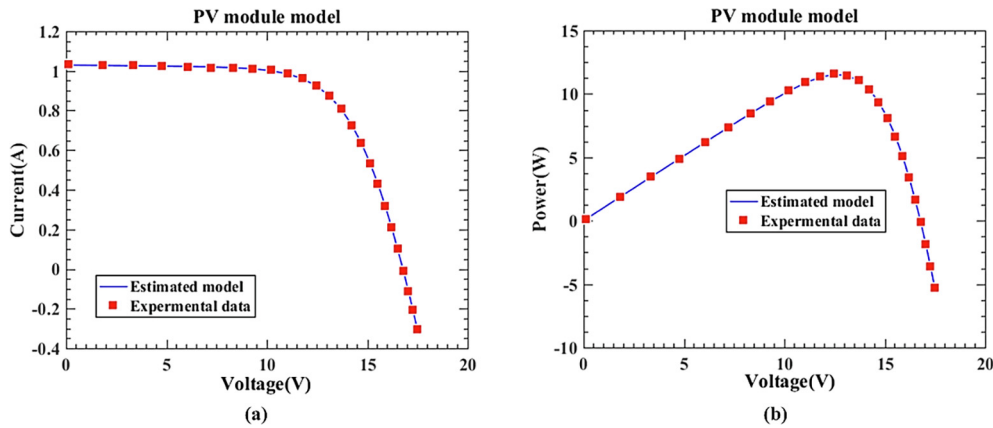 PV module model
1.2
1
0.8
0.6
0.4
0.2
0
-0.2
-0.4
Current(A)
Estimated model
Expermental data
0 5 10 15 20
Voltage(V)
(a)
PV module model
15
10
5
0
-5
-10
Power(W)
Estimated model
Expermental data
0 5 10 15 20
Voltage(V)
(b)